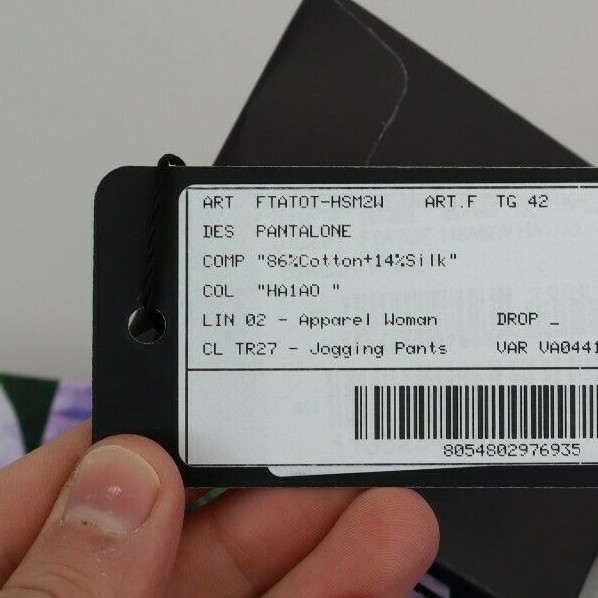 ART FTATOT-HSM2W ART.F TG 42
DES PANTALONE
COMP "86%Cotton+14%Silk"
COL "HA1AO "
LIN 02 - Apparel Woman DROP _
CL TR27 - Jogging Pants VAR VA0441
8054802976935